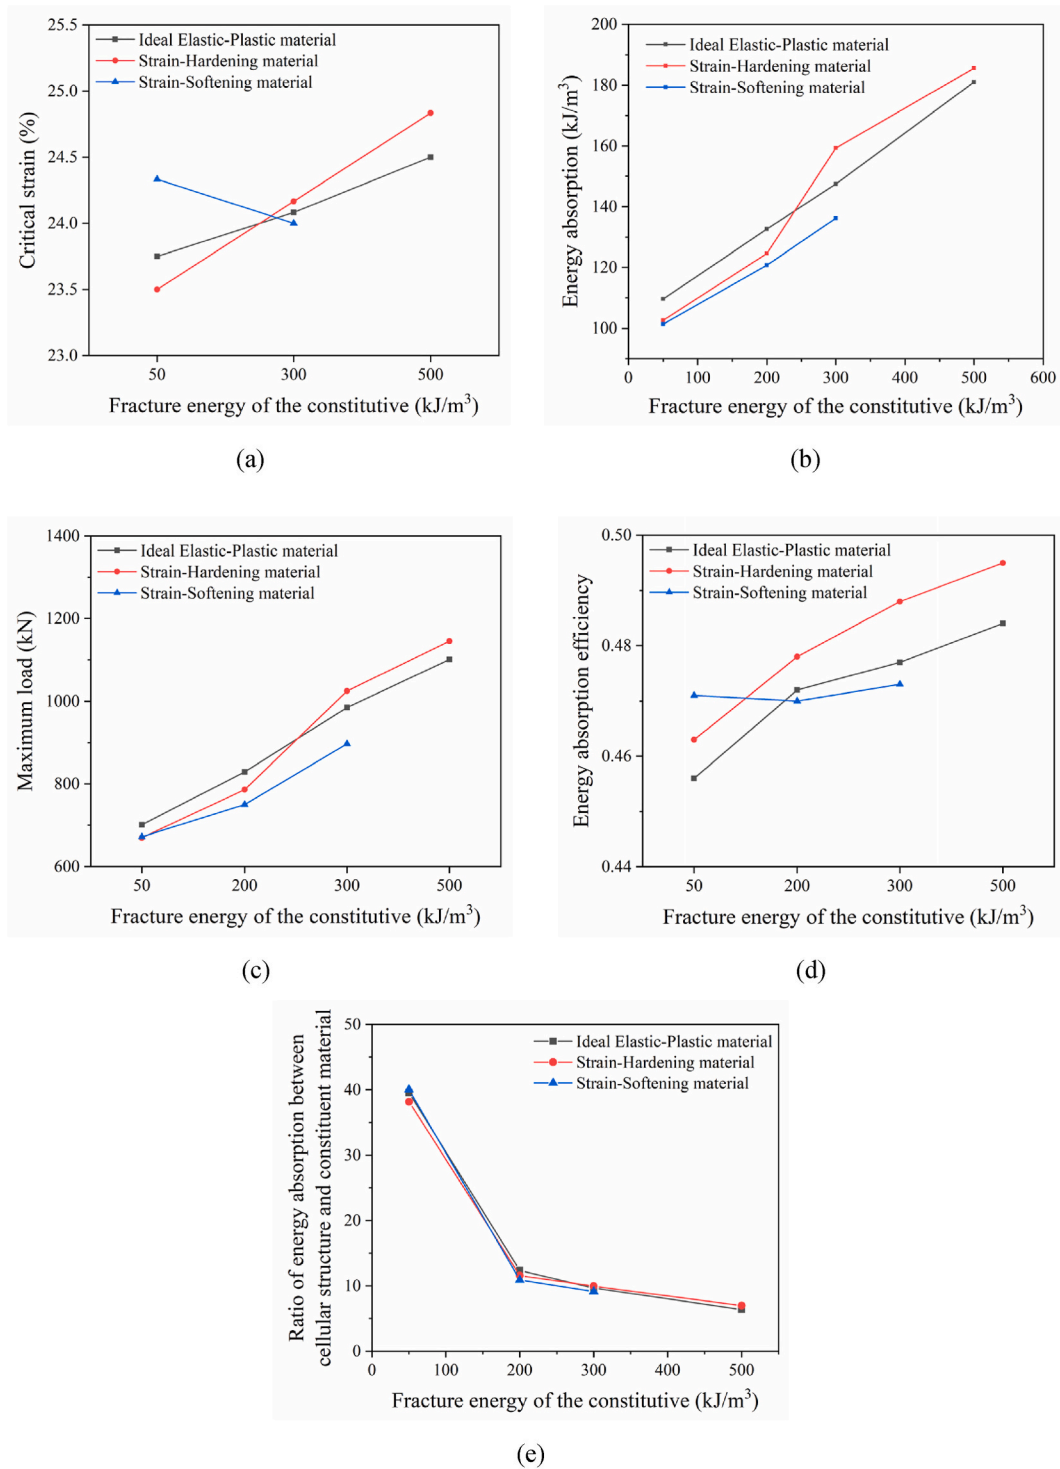 25.5
25.0
24.5
24.0
23.5
23.0
Critical strain (%)
Ideal Elastic-Plastic material
Strain-Hardening material
Strain-Softening material
50 300 500
Fracture energy of the constitutive (kJ/m³)
(a)
200
180
160
140
120
100
Energy absorption (kJ/m³)
Ideal Elastic-Plastic material
Strain-Hardening material
Strain-Softening material
0 100 200 300 400 500 600
Fracture energy of the constitutive (kJ/m³)
(b)
1400
1200
1000
800
600
Maximum load (kN)
Ideal Elastic-Plastic material
Strain-Hardening material
Strain-Softening material
50 200 300 500
Fracture energy of the constitutive (kJ/m³)
(c)
0.50
0.48
0.46
0.44
Energy absorption efficiency
Ideal Elastic-Plastic material
Strain-Hardening material
Strain-Softening material
50 200 300 500
Fracture energy of the constitutive (kJ/m³)
(d)
50
40
30
20
10
0
Ratio of energy absorption between
cellular structure and constituent material
Ideal Elastic-Plastic material
Strain-Hardening material
Strain-Softening material
0 100 200 300 400 500
Fracture energy of the constitutive (kJ/m³)
(e)